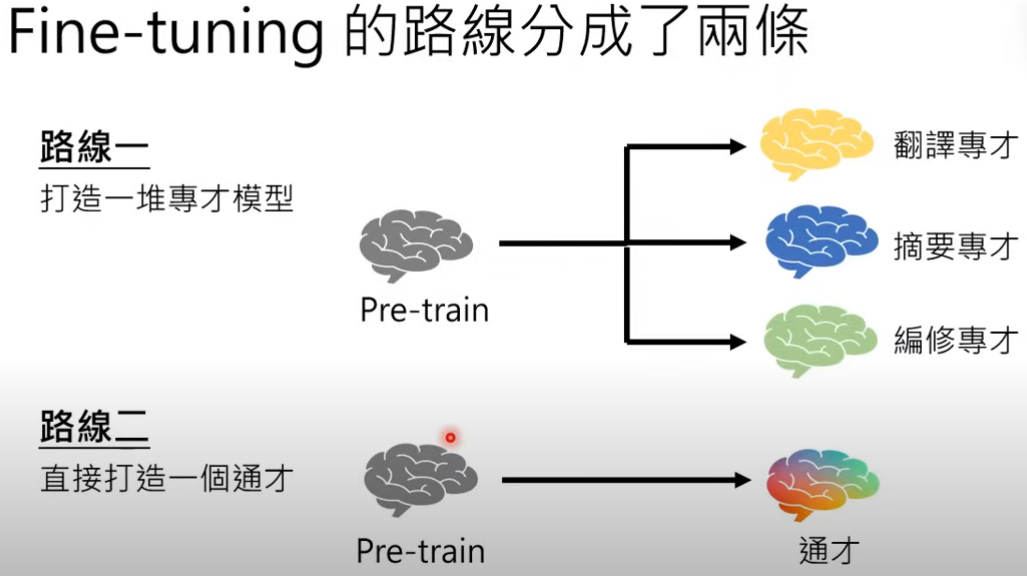 Fine-tuning 的路線分成了兩條
路線一
打造一堆專才模型
Pre-train
翻譯專才
摘要專才
編修專才
路線二
直接打造一個通才
Pre-train
通才